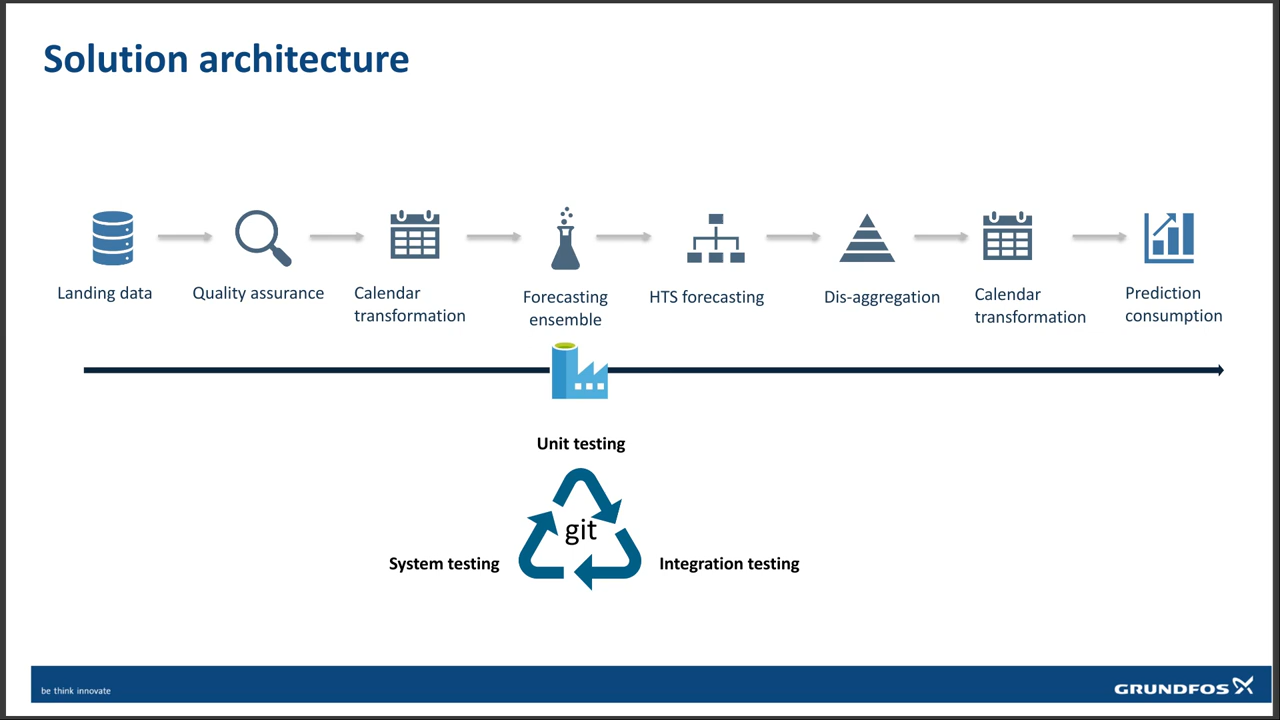 Solution architecture
Landing data
Quality assurance
Calendar
transformation
Forecasting
ensemble
HTS forecasting
Dis-aggregation
Calendar
transformation
Prediction
consumption
Unit testing
git
System testing
Integration testing
be think innovate
GRUNDFOS